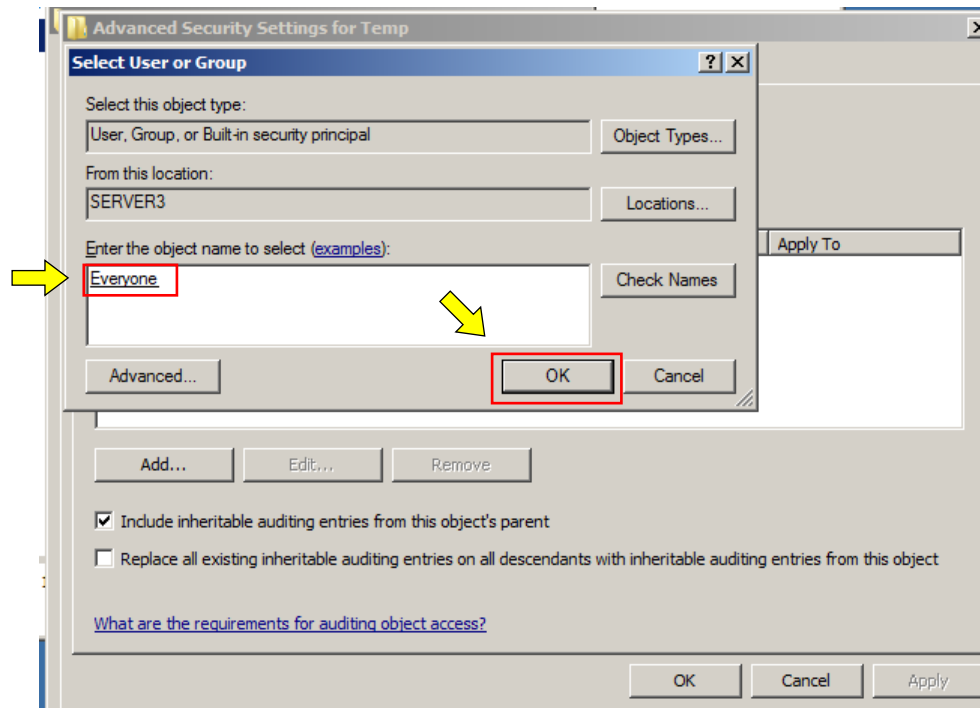 Advanced Security Settings for Temp
Select User or Group
Select this object type:
User, Group, or Built-in security principal
Object Types...
From this location:
SERVER3
Locations...
Enter the object name to select (examples):
Apply To
Everyone
Check Names
Advanced...
OK
Cancel
Add...
Edit...
Remove
Include inheritable auditing entries from this object's parent
Replace all existing inheritable auditing entries on all descendants with inheritable auditing entries from this object
What are the requirements for auditing object access?
OK
Cancel
Apply